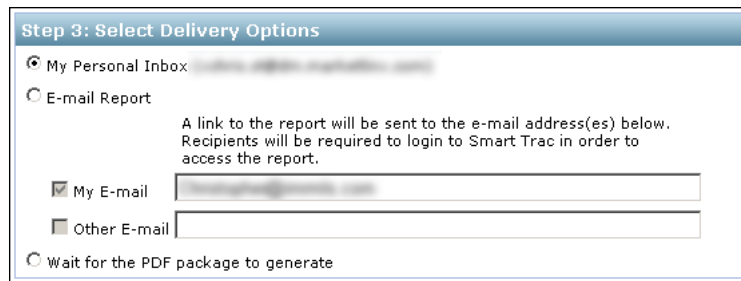 Step 3: Select Delivery Options
My Personal Inbox
E-mail Report
A link to the report will be sent to the e-mail address(es) below.
Recipients will be required to login to Smart Trac in order to
access the report.
My E-mail
Other E-mail
Wait for the PDF package to generate